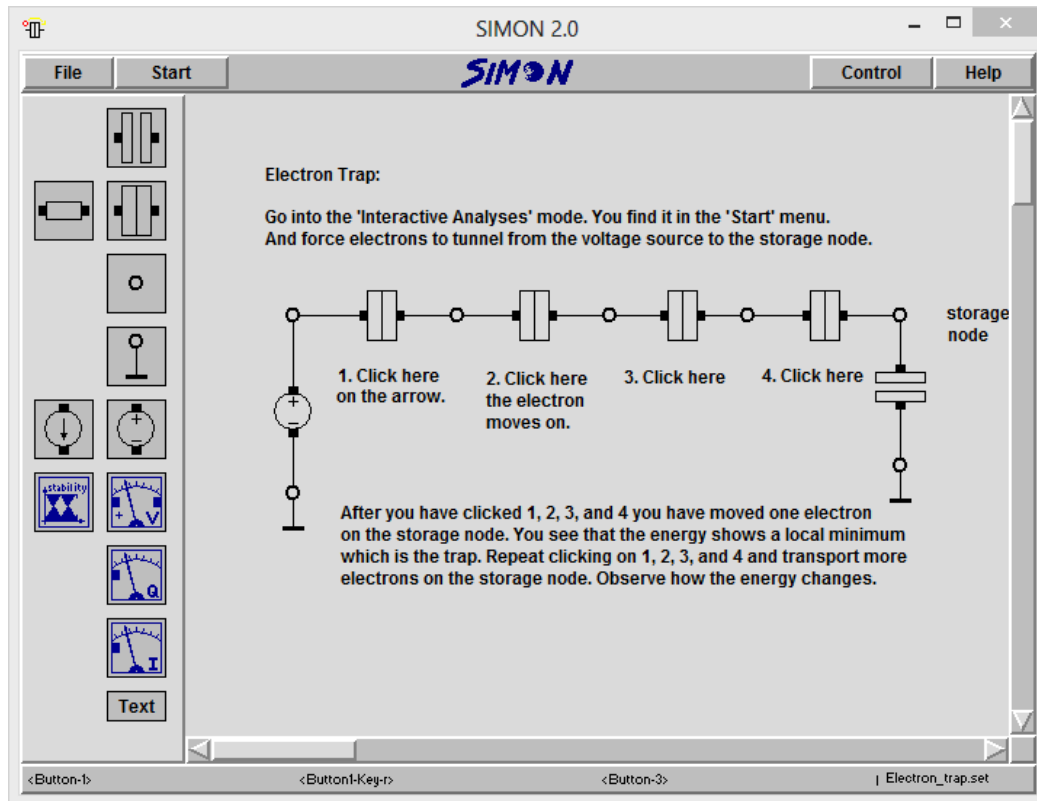 SIMON 2.0
File
Start
SIMON
Control
Help
Electron Trap:
Go into the 'Interactive Analyses' mode. You find it in the 'Start' menu.
And force electrons to tunnel from the voltage source to the storage node.
storage
node
1. Click here
on the arrow.
2. Click here
the electron
moves on.
3. Click here
4. Click here
After you have clicked 1, 2, 3, and 4 you have moved one electron
on the storage node. You see that the energy shows a local minimum
which is the trap. Repeat clicking on 1, 2, 3, and 4 and transport more
electrons on the storage node. Observe how the energy changes.
stability
V
Q
I
Text
<Button-1>
<Button1-Key-r>
<Button-3>
Electron_trap.set